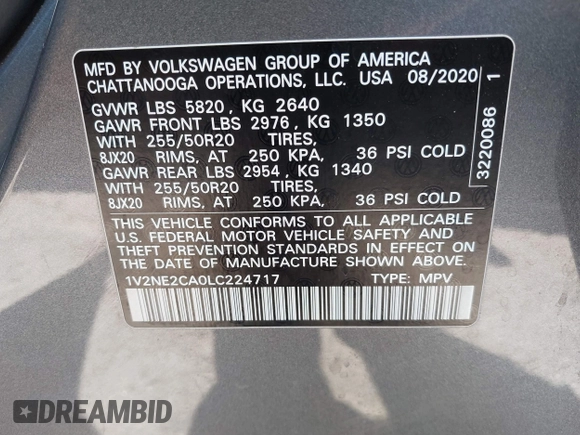 MFD BY VOLKSWAGEN GROUP OF AMERICA
CHATTANOOGA OPERATIONS, LLC. USA 08/2020
GVWR LBS 5820, KG 2640
GAWR FRONT LBS 2976, KG 1350
WITH 255/50R20 TIRES,
8JX20 RIMS, AT 250 KPA, 36 PSI COLD
GAWR REAR LBS 2954, KG 1340
WITH 255/50R20 TIRES,
8JX20 RIMS, AT 250 KPA, 36 PSI COLD
THIS VEHICLE CONFORMS TO ALL APPLICABLE
U.S. FEDERAL MOTOR VEHICLE SAFETY AND
THEFT PREVENTION STANDARDS IN EFFECT ON
THE DATE OF MANUFACTURE SHOWN ABOVE.
1V2NE2CA0LC224717 TYPE: MPV
3220086 1
DREAMBID